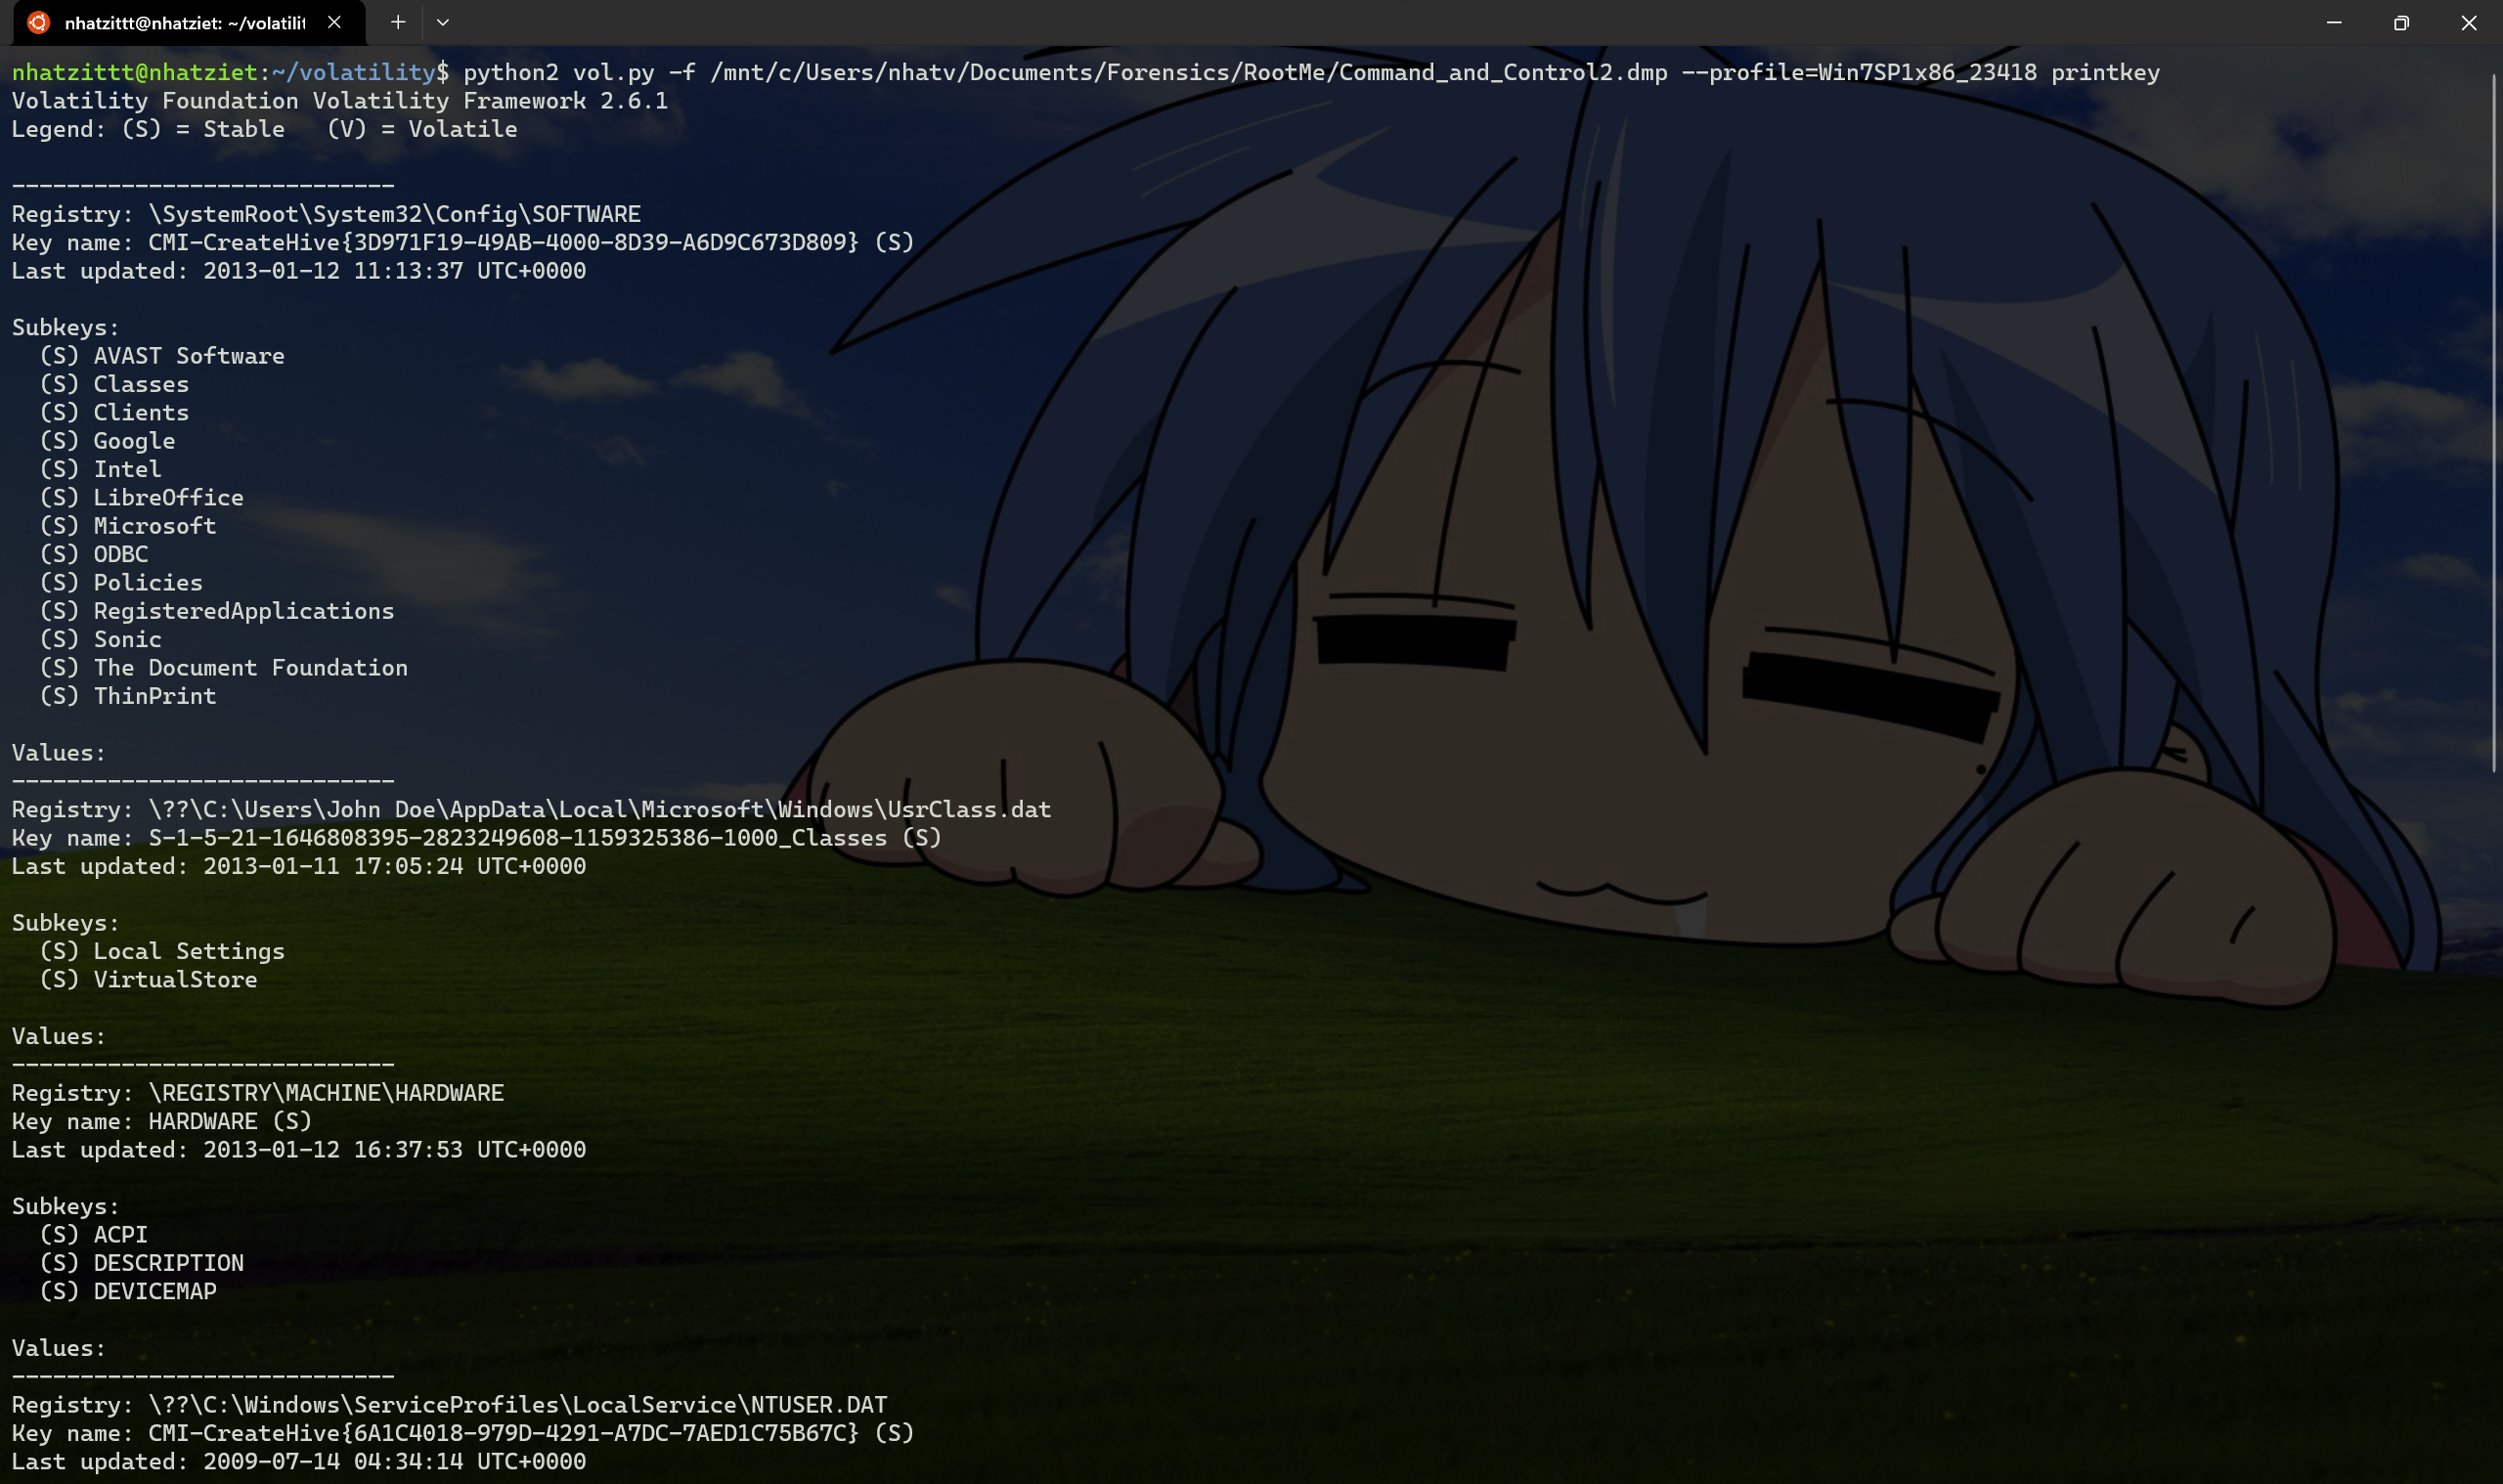 nhatzittt@nhatziet: ~/volatilit
nhatzittt@nhatziet:~/volatility$ python2 vol.py -f /mnt/c/Users/nhatv/Documents/Forensics/RootMe/Command_and_Control2.dmp --profile=Win7SP1x86_23418 printkey
Volatility Foundation Volatility Framework 2.6.1
Legend: (S) = Stable   (V) = Volatile

----------------------------
Registry: \SystemRoot\System32\Config\SOFTWARE
Key name: CMI-CreateHive{3D971F19-49AB-4000-8D39-A6D9C673D809} (S)
Last updated: 2013-01-12 11:13:37 UTC+0000

Subkeys:
  (S) AVAST Software
  (S) Classes
  (S) Clients
  (S) Google
  (S) Intel
  (S) LibreOffice
  (S) Microsoft
  (S) ODBC
  (S) Policies
  (S) RegisteredApplications
  (S) Sonic
  (S) The Document Foundation
  (S) ThinPrint

Values:
----------------------------
Registry: \??\C:\Users\John Doe\AppData\Local\Microsoft\Windows\UsrClass.dat
Key name: S-1-5-21-1646808395-2823249608-1159325386-1000_Classes (S)
Last updated: 2013-01-11 17:05:24 UTC+0000

Subkeys:
  (S) Local Settings
  (S) VirtualStore

Values:
----------------------------
Registry: \REGISTRY\MACHINE\HARDWARE
Key name: HARDWARE (S)
Last updated: 2013-01-12 16:37:53 UTC+0000

Subkeys:
  (S) ACPI
  (S) DESCRIPTION
  (S) DEVICEMAP

Values:
----------------------------
Registry: \??\C:\Windows\ServiceProfiles\LocalService\NTUSER.DAT
Key name: CMI-CreateHive{6A1C4018-979D-4291-A7DC-7AED1C75B67C} (S)
Last updated: 2009-07-14 04:34:14 UTC+0000